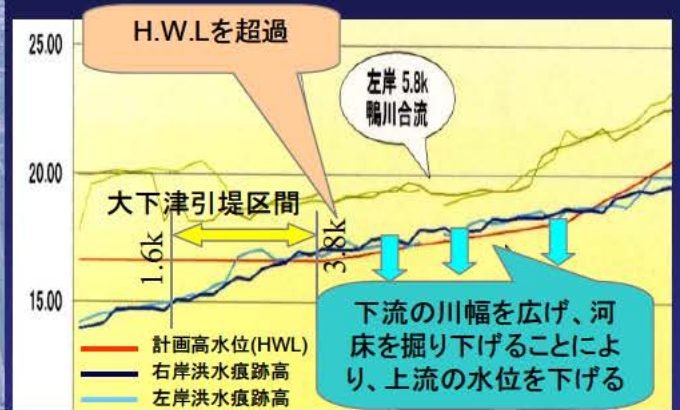 H.W.Lを超過
25.00
左岸 5.8k
鴨川合流
20.00
大下津引堤区間
1.6k
3.8k
15.00
下流の川幅を広げ、河
床を掘り下げることによ
り、上流の水位を下げる
計画高水位(HWL)
右岸洪水痕跡高
左岸洪水痕跡高